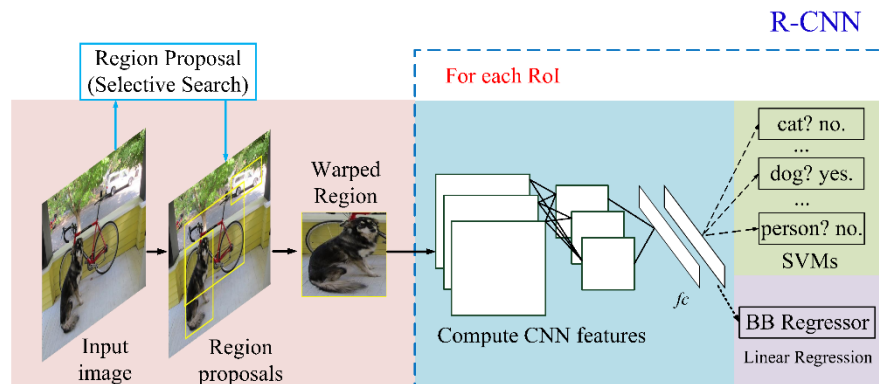 R-CNN
Region Proposal
(Selective Search)
For each RoI
Warped
Region
cat? no.
...
dog? yes.
...
person? no.
SVMs
fc
Compute CNN features
BB Regressor
Linear Regression
Input
image
Region
proposals